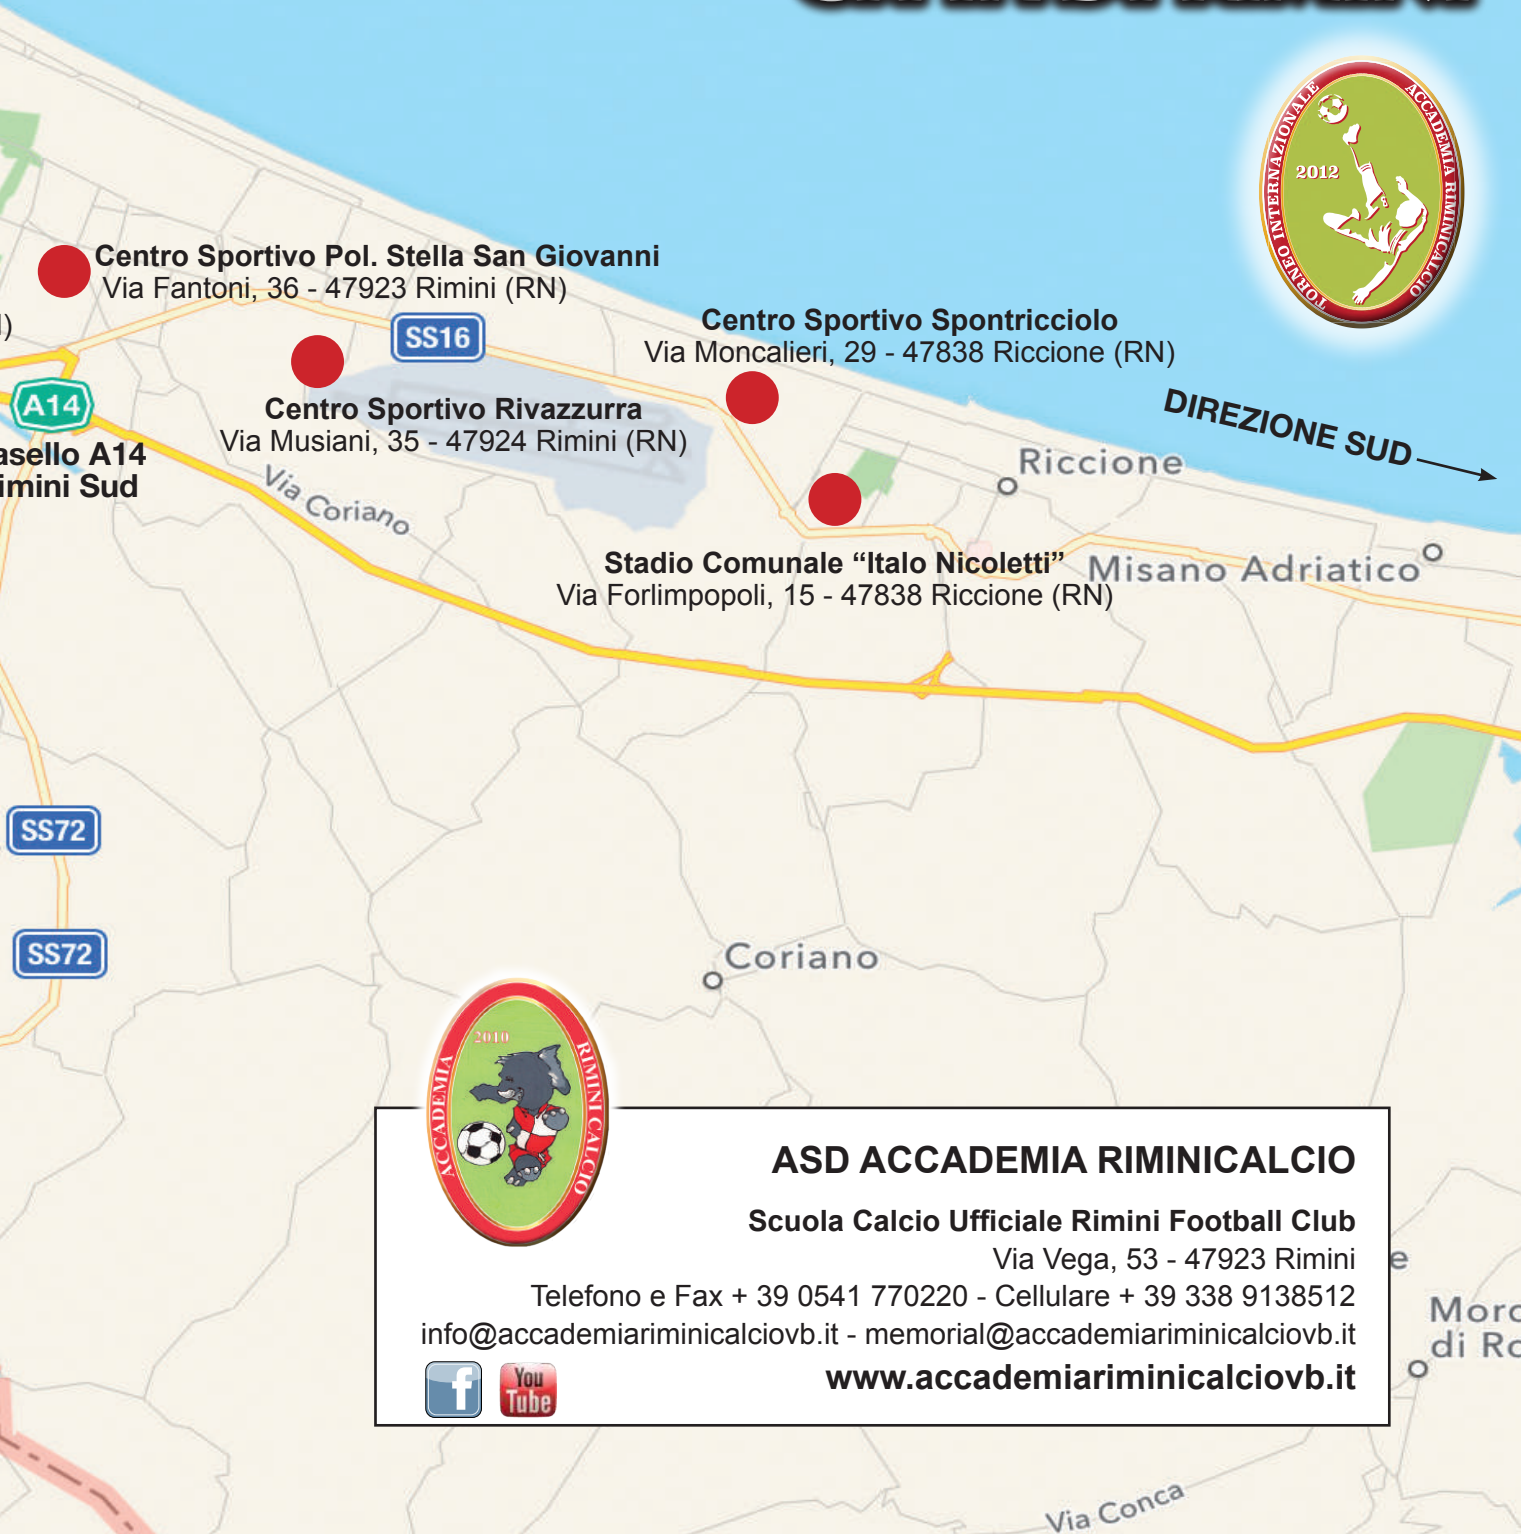 TORNEO INTERNAZIONALE
ACCADEMIA RIMINICALCIO
2012
Centro Sportivo Pol. Stella San Giovanni
Via Fantoni, 36 - 47923 Rimini (RN)
SS16
Centro Sportivo Spontricciolo
Via Moncalieri, 29 - 47838 Riccione (RN)
A14
Centro Sportivo Rivazzurra
Via Musiani, 35 - 47924 Rimini (RN)
DIREZIONE SUD
asello A14
imini Sud
Via Coriano
Riccione
Stadio Comunale “Italo Nicoletti”
Via Forlimpopoli, 15 - 47838 Riccione (RN)
Misano Adriatico
SS72
SS72
Coriano
2010
ACCADEMIA
RIMINI CALCIO
ASD ACCADEMIA RIMINICALCIO
Scuola Calcio Ufficiale Rimini Football Club
Via Vega, 53 - 47923 Rimini
Telefono e Fax + 39 0541 770220 - Cellulare + 39 338 9138512
info@accademiariminicalciovb.it - memorial@accademiariminicalciovb.it
f
You
Tube
www.accademiariminicalciovb.it
e
di
Via Conca